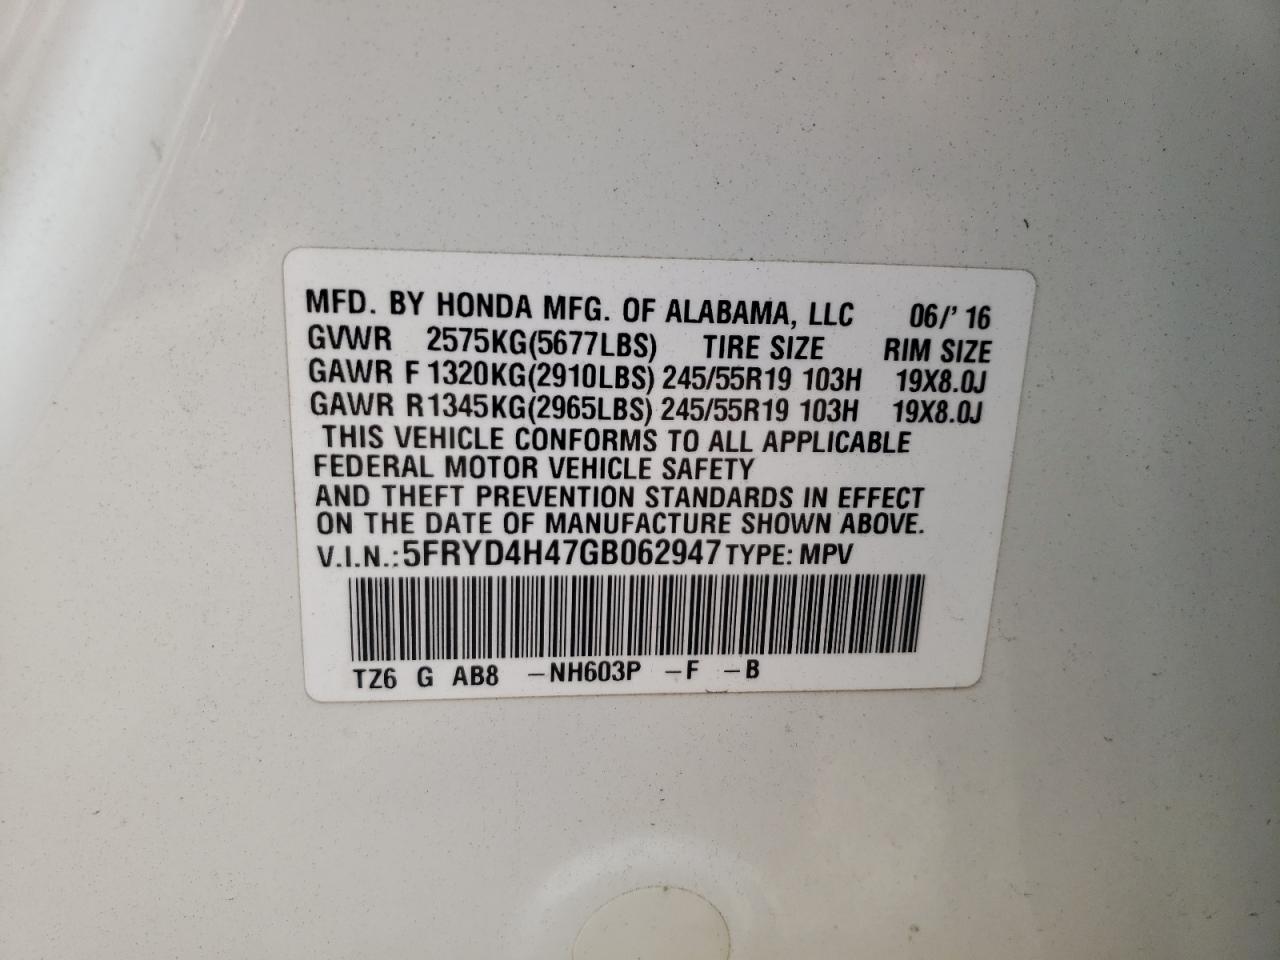 MFD. BY HONDA MFG. OF ALABAMA, LLC 06/' 16
GVWR 2575KG(5677LBS) TIRE SIZE RIM SIZE
GAWR F 1320KG(2910LBS) 245/55R19 103H 19X8.0J
GAWR R1345KG(2965LBS) 245/55R19 103H 19X8.0J
THIS VEHICLE CONFORMS TO ALL APPLICABLE
FEDERAL MOTOR VEHICLE SAFETY
AND THEFT PREVENTION STANDARDS IN EFFECT
ON THE DATE OF MANUFACTURE SHOWN ABOVE.
V.I.N.:5FRYD4H47GB062947 TYPE: MPV
TZ6 G AB8 -NH603P -F -B